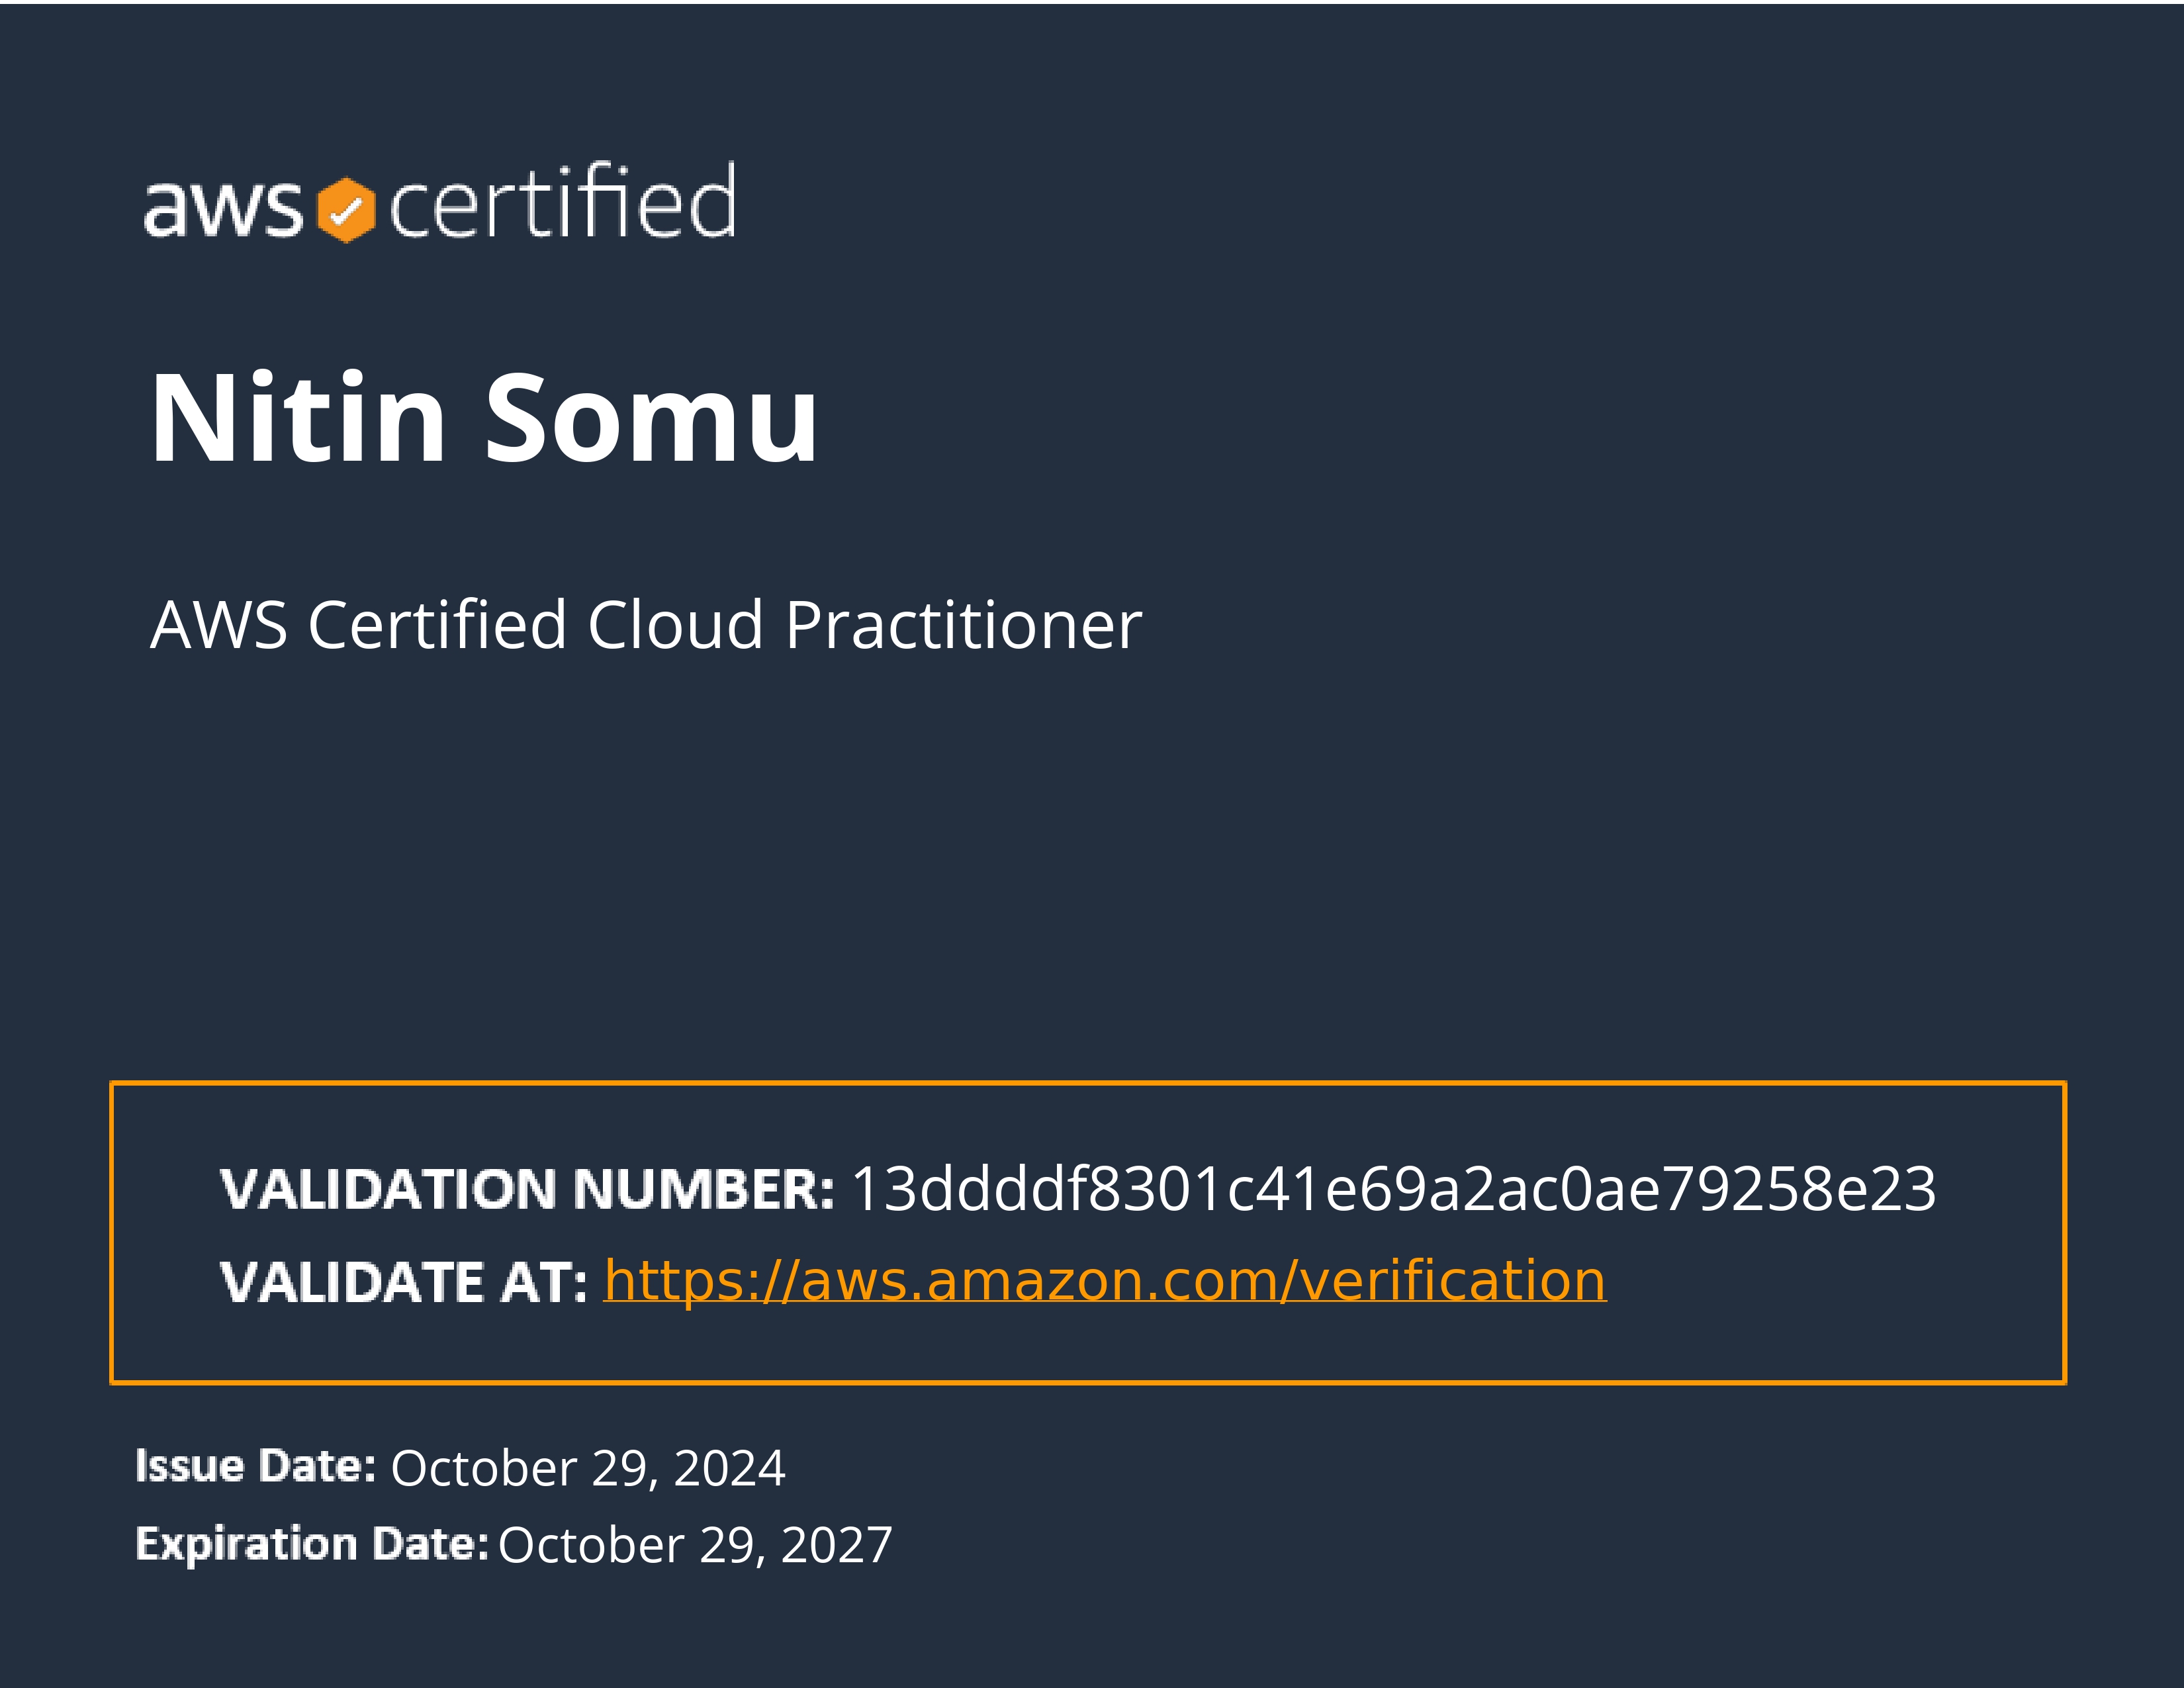 aws certified
Nitin Somu
AWS Certified Cloud Practitioner
VALIDATION NUMBER: 13ddddf8301c41e69a2ac0ae79258e23
VALIDATE AT: https://aws.amazon.com/verification
Issue Date: October 29, 2024
Expiration Date: October 29, 2027